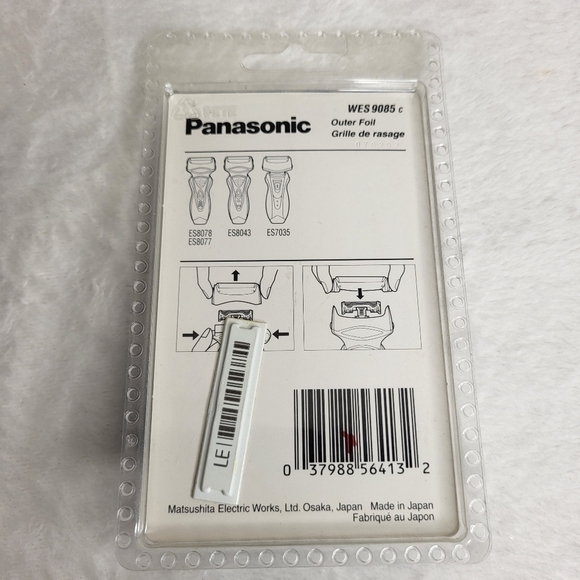 PETE
WES 9085 c
Panasonic
Outer Foil
Grille de rasage
ES8078
ES8077
ES8043
ES7035
LE
0 37988 56413 2
Matsushita Electric Works, Ltd. Osaka, Japan Made in Japan
Fabriqué au Japon